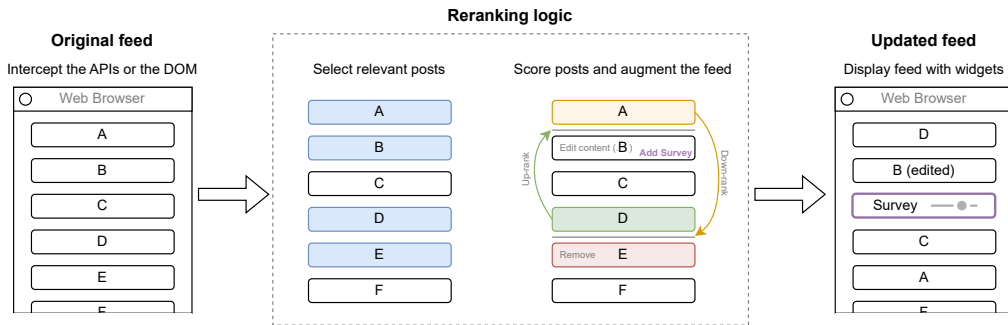 Reranking logic
Original feed
Intercept the APIs or the DOM
Web Browser
A
B
C
D
E
F
Select relevant posts
A
B
C
D
E
F
Score posts and augment the feed
A
Edit content (.B)
Add Survey
C
D
Remove
E
F
Up-rank
Down-rank
Updated feed
Display feed with widgets
Web Browser
D
B (edited)
Survey
C
A